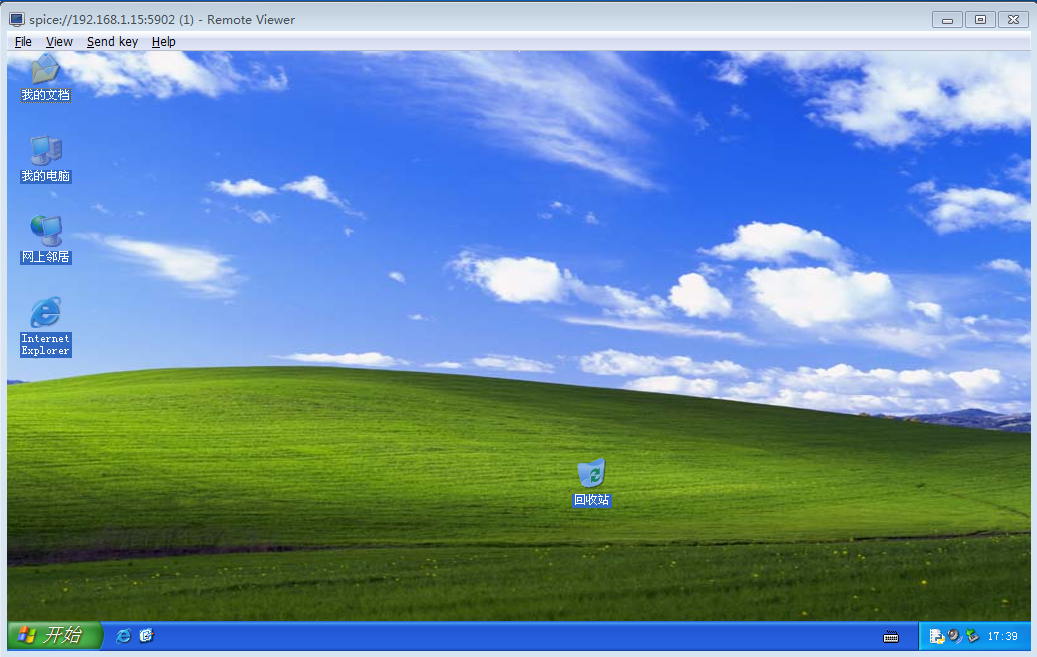 spice://192.168.1.15:5902 (1) - Remote Viewer
File View Send key Help
我的文档
我的电脑
网上邻居
Internet
Explorer
回收站
开始
17:39